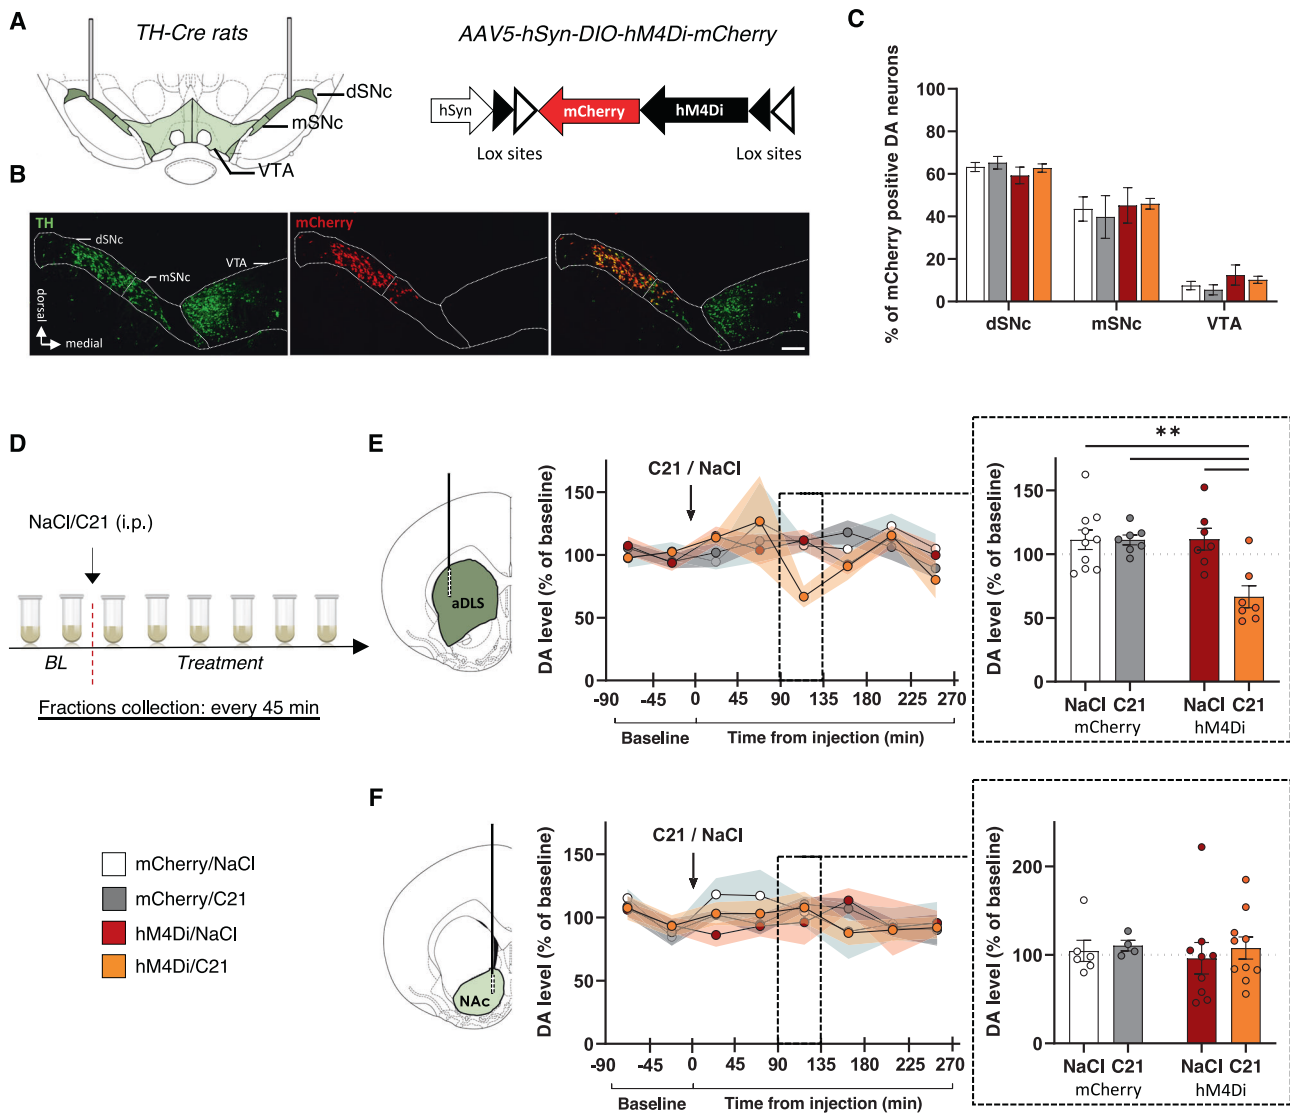 A
TH-Cre rats
dSNc
mSNc
VTA
AAV5-hSyn-DIO-hM4Di-mCherry
hSyn
mCherry
hM4Di
Lox sites
Lox sites
B
TH
dSNc
mSNc
VTA
dorsal
medial
mCherry
C
% of mCherry positive DA neurons
100
80
60
40
20
0
dSNc
mSNc
VTA
D
NaCl/C21 (i.p.)
BL
Treatment
Fractions collection: every 45 min
mCherry/NaCl
mCherry/C21
hM4Di/NaCl
hM4Di/C21
E
aDLS
C21 / NaCl
DA level (% of baseline)
150
100
50
0
-90 -45 0 45 90 135 180 225 270
Baseline
Time from injection (min)
**
DA level (% of baseline)
150
100
50
0
NaCl C21 NaCl C21
mCherry hM4Di
F
NAc
C21 / NaCl
DA level (% of baseline)
150
100
50
0
-90 -45 0 45 90 135 180 225 270
Baseline
Time from injection (min)
DA level (% of baseline)
200
100
0
NaCl C21 NaCl C21
mCherry hM4Di